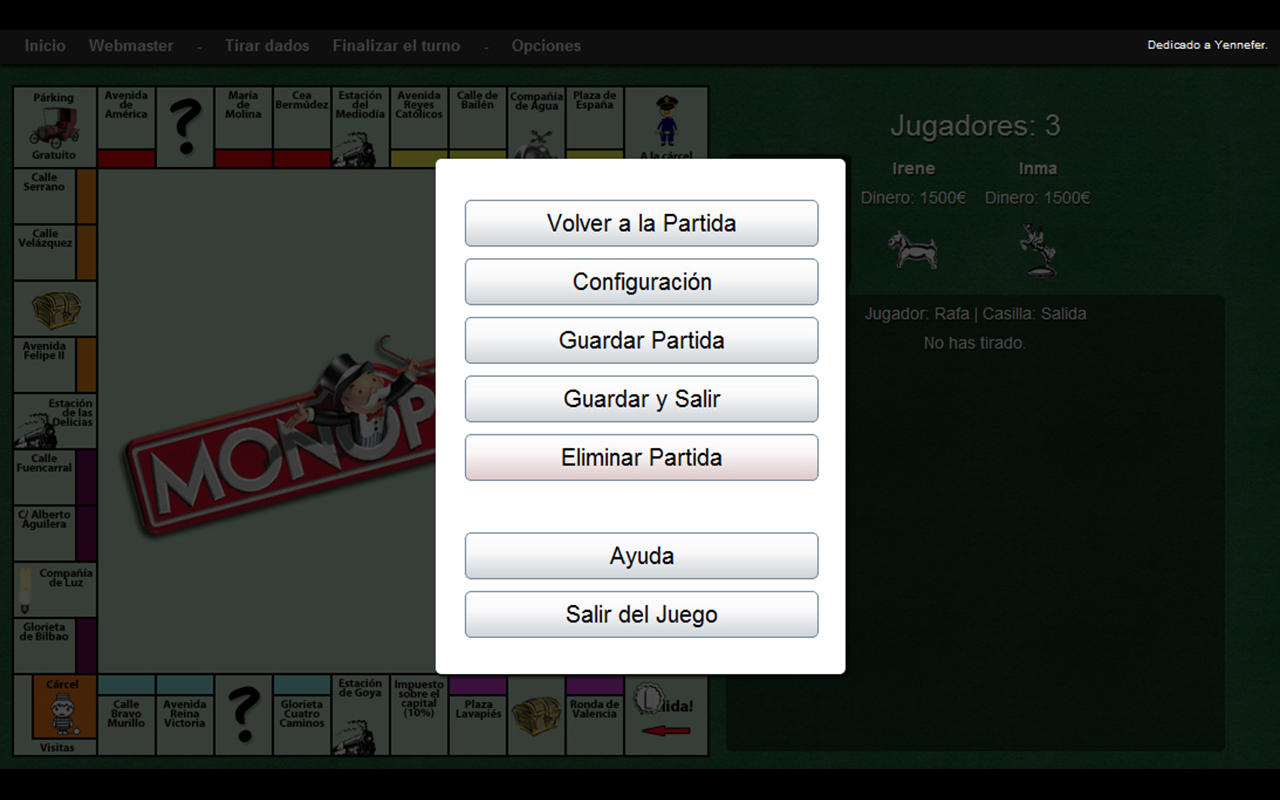 Inicio Webmaster - Tirar dados Finalizar el turno - Opciones
Dedicado a Yennefer.
Párking
Gratuito
Avenida
de
América
?
María
de
Molina
Cea
Bermúdez
Estación
del
Mediodía
Avenida
Reyes
Católicos
Calle de
Bailén
Compañía
de Agua
Plaza de
España
A la cárcel
Jugadores: 3
Irene
Dinero: 1500€
Inma
Dinero: 1500€
Jugador: Rafa | Casilla: Salida
No has tirado.
Calle
Serrano
Calle
Velázquez
Avenida
Felipe II
Estación
de las
Delicias
Calle
Fuencarral
C/ Alberto
Aguilera
Compañía
de Luz
Glorieta
de Bilbao
MONOP
Volver a la Partida
Configuración
Guardar Partida
Guardar y Salir
Eliminar Partida
Ayuda
Salir del Juego
Cárcel
Visitas
Calle
Bravo
Murillo
Avenida
Reina
Victoria
?
Glorieta
Cuatro
Caminos
Estación
de Goya
Impuesto
sobre el
capital
(10%)
Plaza
Lavapiés
Ronda de
Valencia
lida!